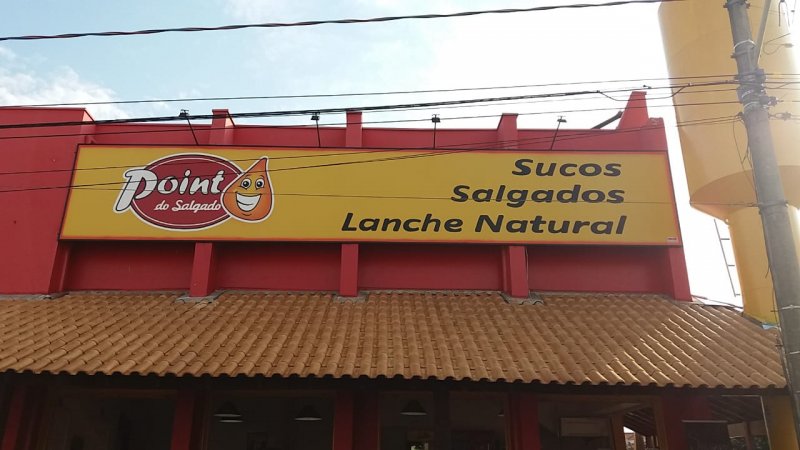 Point
do Salgado
Sucos
Salgados
Lanche Natural